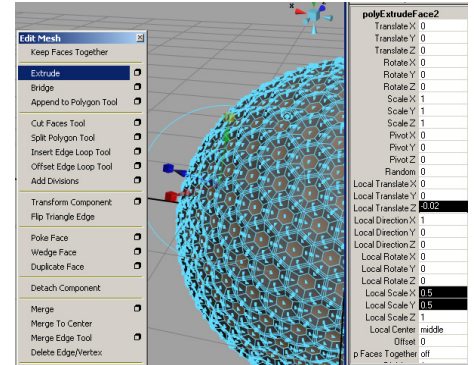 Edit Mesh
Keep Faces Together
Extrude
Bridge
Append to Polygon Tool
Cut Faces Tool
Split Polygon Tool
Insert Edge Loop Tool
Offset Edge Loop Tool
Add Divisions
Transform Component
Flip Triangle Edge
Poke Face
Wedge Face
Duplicate Face
Detach Component
Merge
Merge To Center
Merge Edge Tool
Delete Edge/Vertex
x
polyExtrudeFace2
Translate X 0
Translate Y 0
Translate Z 0
Rotate X 0
Rotate Y 0
Rotate Z 0
Scale X 1
Scale Y 1
Scale Z 1
Pivot X 0
Pivot Y 0
Pivot Z 0
Random 0
Local Translate X 0
Local Translate Y 0
Local Translate Z -0.02
Local Direction X 1
Local Direction Y 0
Local Direction Z 0
Local Rotate X 0
Local Rotate Y 0
Local Rotate Z 0
Local Scale X 0.5
Local Scale Y 0.5
Local Scale Z 1
Local Center middle
Offset 0
p Faces Together off